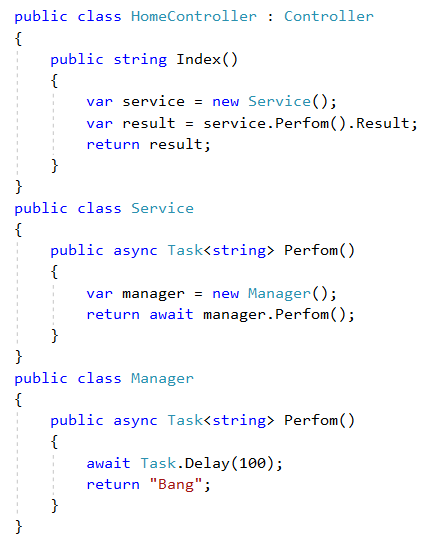 public class HomeController : Controller
{
    public string Index()
    {
        var service = new Service();
        var result = service.Perfom().Result;
        return result;
    }
}
public class Service
{
    public async Task<string> Perfom()
    {
        var manager = new Manager();
        return await manager.Perfom();
    }
}
public class Manager
{
    public async Task<string> Perfom()
    {
        await Task.Delay(100);
        return "Bang";
    }
}